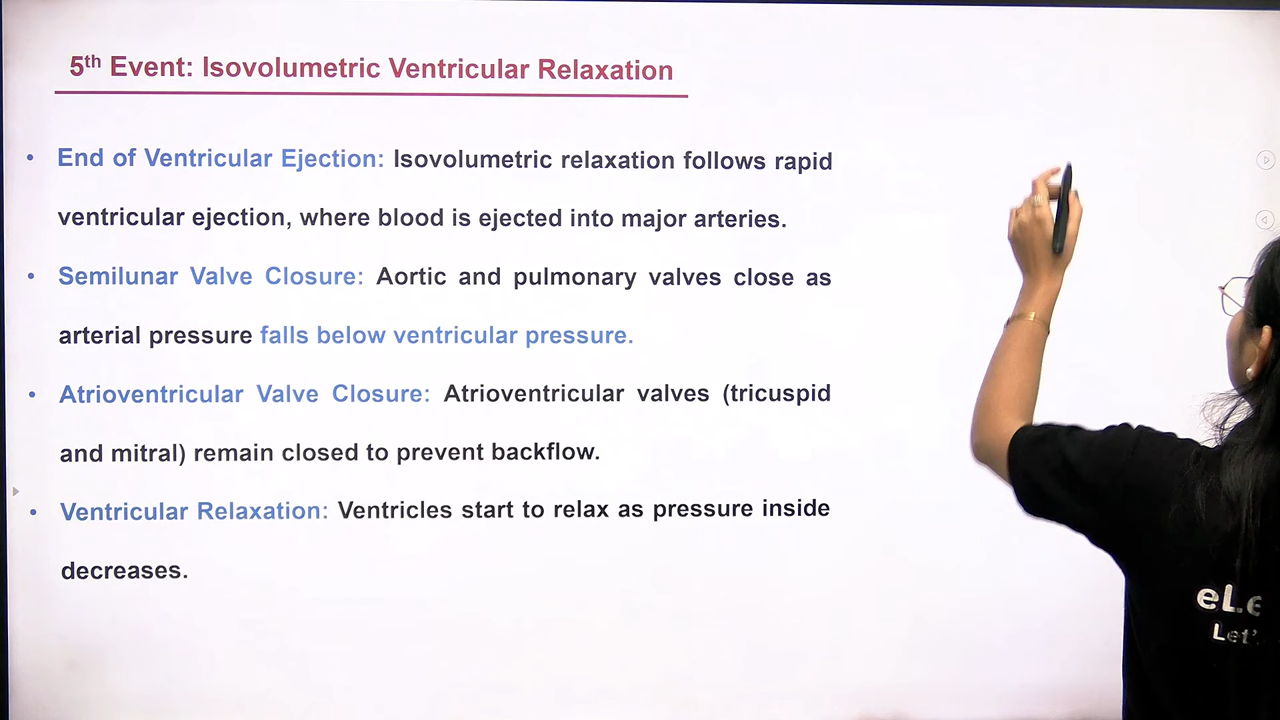 5th Event: Isovolumetric Ventricular Relaxation
• End of Ventricular Ejection: Isovolumetric relaxation follows rapid
ventricular ejection, where blood is ejected into major arteries.
• Semilunar Valve Closure: Aortic and pulmonary valves close as
arterial pressure falls below ventricular pressure.
• Atrioventricular Valve Closure: Atrioventricular valves (tricuspid
and mitral) remain closed to prevent backflow.
• Ventricular Relaxation: Ventricles start to relax as pressure inside
decreases.
eLe
Let'